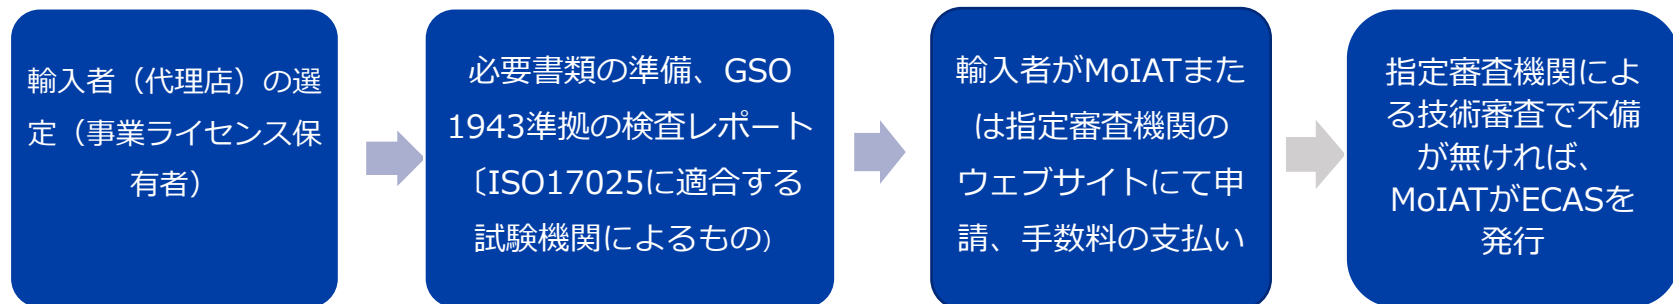 輸入者（代理店）の選
定（事業ライセンス保
有者）
必要書類の準備、GSO
1943準拠の検査レポート
〔ISO17025に適合する
試験機関によるもの）
輸入者がMoIATまた
は指定審査機関の
ウェブサイトにて申
請、手数料の支払い
指定審査機関によ
る技術審査で不備
が無ければ、
MoIATがECASを
発行